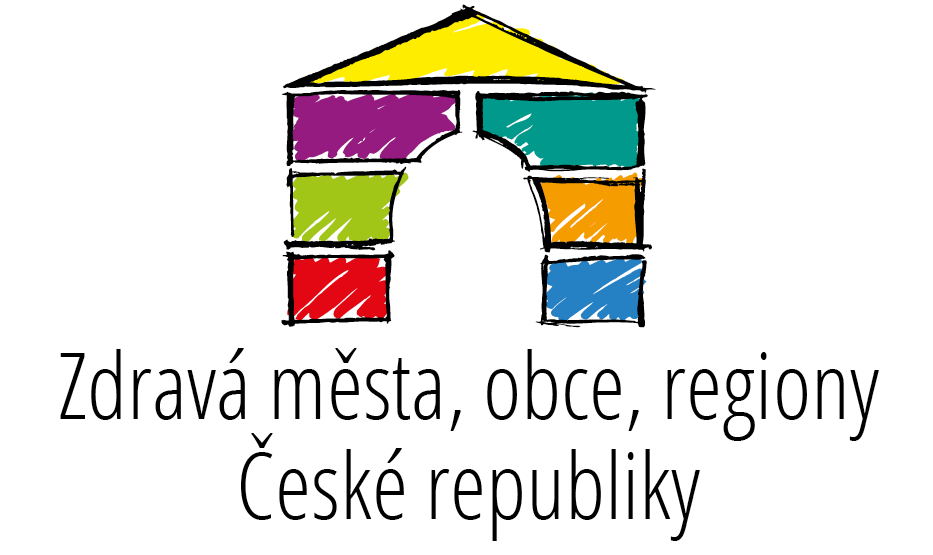 Zdravá města, obce, regiony
České republiky